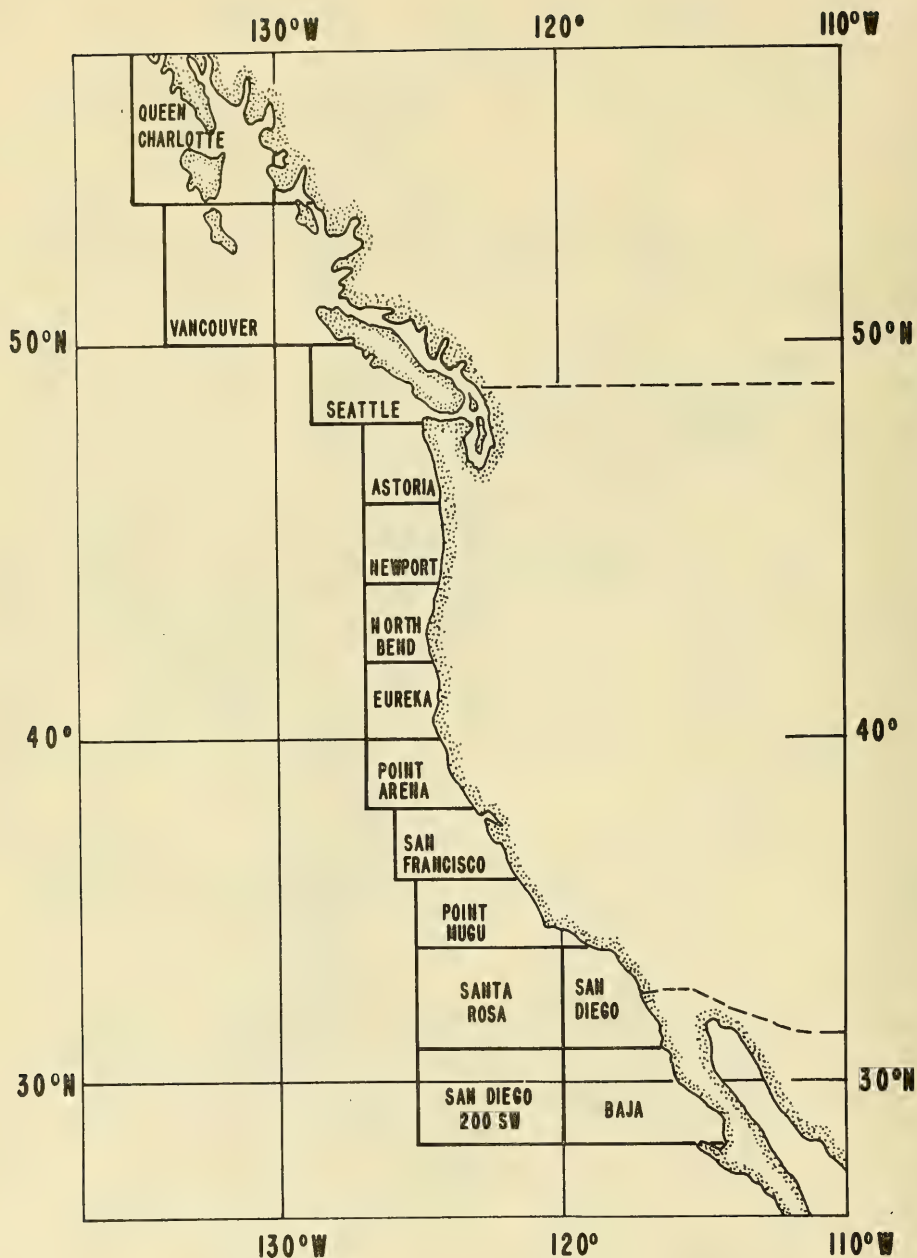 130°W 120° 110°W
QUEEN
CHARLOTTE
VANCOUVER
50°N 50°N
SEATTLE
ASTORIA
NEWPORT
NORTH
BEND
EUREKA
40° 40°
POINT
ARENA
SAN
FRANCISCO
POINT
MUGU
SANTA
ROSA
SAN
DIEGO
30°N 30°N
SAN DIEGO
200 SW
BAJA
130°W 120° 110°W